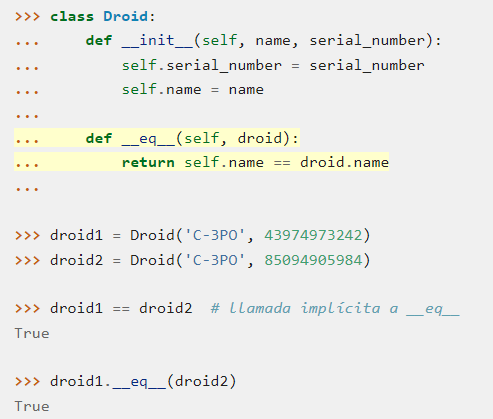 >>> class Droid:
...     def __init__(self, name, serial_number):
...         self.serial_number = serial_number
...         self.name = name
...
...     def __eq__(self, droid):
...         return self.name == droid.name
...
>>> droid1 = Droid('C-3PO', 43974973242)
>>> droid2 = Droid('C-3PO', 85094905984)
>>> droid1 == droid2  # llamada implícita a __eq__
True
>>> droid1.__eq__(droid2)
True